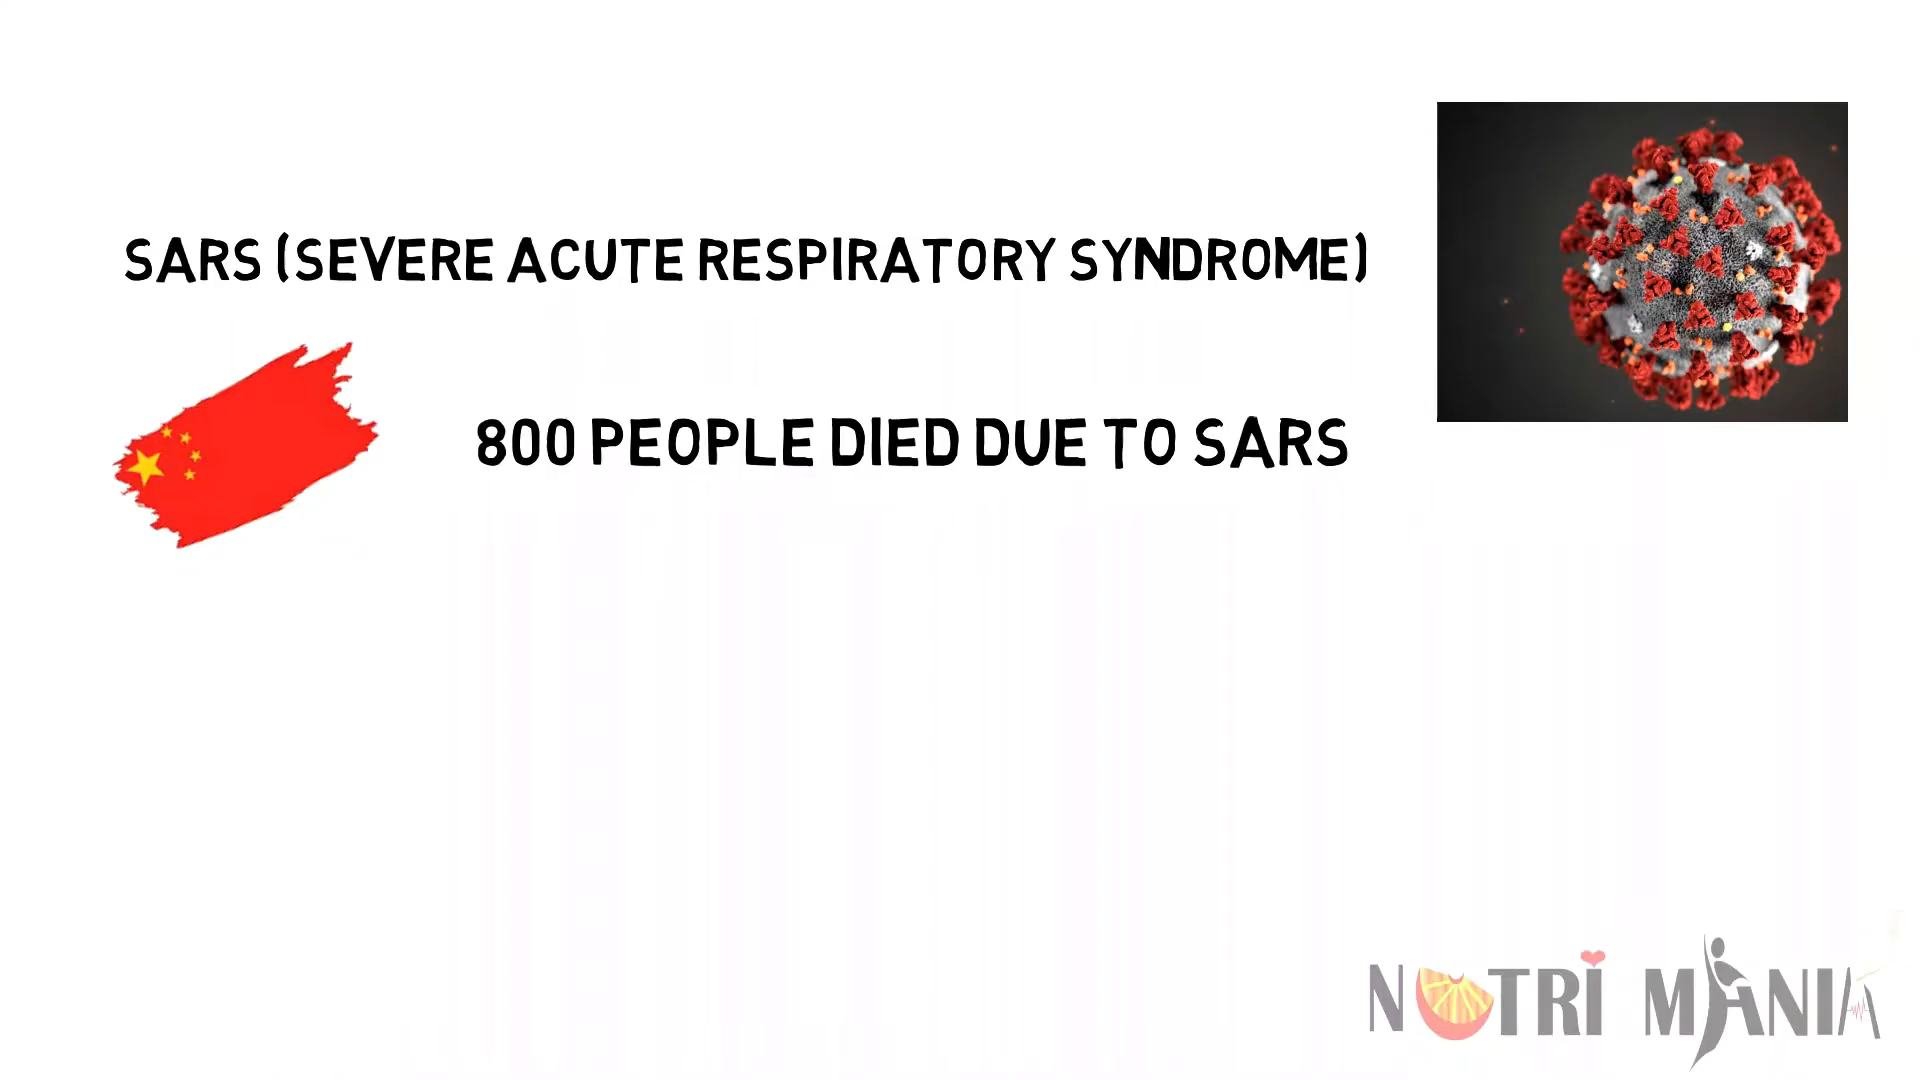 SARS (SEVERE ACUTE RESPIRATORY SYNDROME)
800 PEOPLE DIED DUE TO SARS
NUTRI MANIA